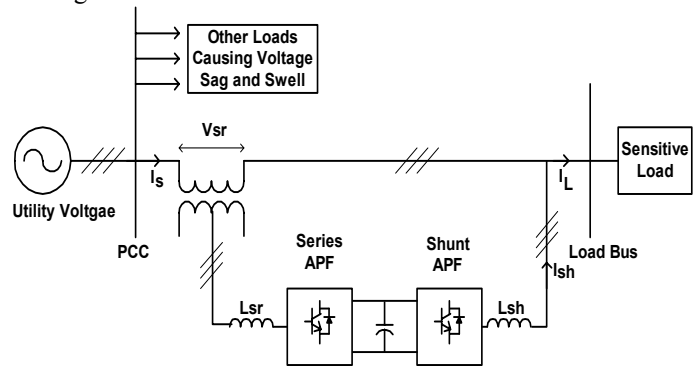 Other Loads
Causing Voltage
Sag and Swell
Vsr
Is
IL
Sensitive
Load
Utility Voltgae
PCC
Series
APF
Shunt
APF
Ish
Load Bus
Lsr
Lsh